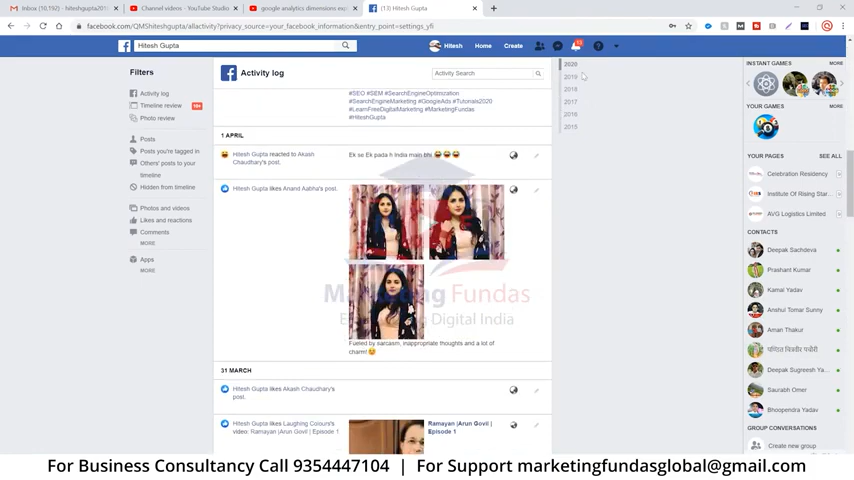 Inbox (10,192) - hiteshgupta201
Channel videos - YouTube Studio
google analytics dimensions exp
(13) Hitesh Gupta
facebook.com/QMShiteshgupta/allactivity?privacy_source=your_facebook_information&entry_point=settings_yfi
Hitesh Gupta
Hitesh Home Create
Filters
Activity log
Timeline review
Photo review
Posts
Posts you're tagged in
Others' posts to your
timeline
Hidden from timeline
Photos and videos
Likes and reactions
Comments
MORE
Apps
MORE
Activity log
Activity Search
#SEO #SEM #SearchEngineOptimization
#SearchEngineMarketing #GoogleAds #Tutorials2020
#LearnFreeDigitalMarketing #MarketingFundas
#HiteshGupta
1 APRIL
Hitesh Gupta reacted to Akash
Chaudhary's post.
Ek se Ek pada h India main bhi
Hitesh Gupta likes Anand Aabha's post.
Marketing Fundas
Digital India
Fueled by sarcasm, inappropriate thoughts and a lot of
charm!
31 MARCH
Hitesh Gupta likes Akash Chaudhary's
post.
Hitesh Gupta likes Laughing Colours's
video: 'Ramayan |Arun Govil | Episode 1
Ramayan |Arun Govil |
Episode 1
2020
2019
2018
2017
2016
2015
INSTANT GAMES MORE
YOUR GAMES MORE
YOUR PAGES SEE ALL
Celebration Residency
Institute Of Rising Star...
AVG Logistics Limited
CONTACTS
Deepak Sachdeva
Prashant Kumar
Kamal Yadav
Anshul Tomar Sunny
Aman Thakur
Deepak Sugreesh Ya...
Saurabh Omer
Bhoopendra Yadav
GROUP CONVERSATIONS
Create new group
For Business Consultancy Call 9354447104 | For Support marketingfundasglobal@gmail.com